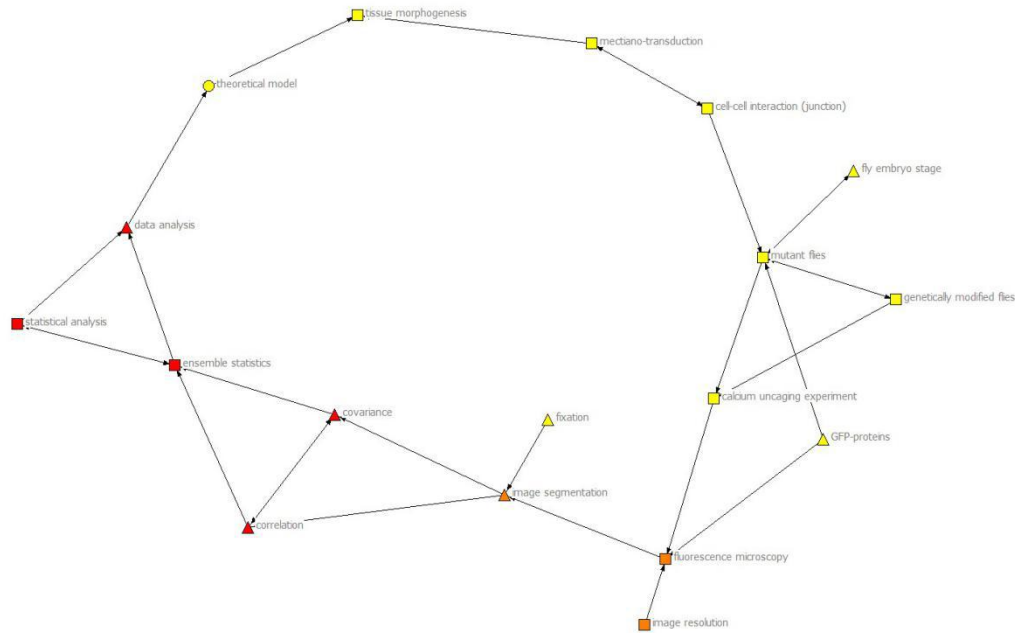 tissue morphogenesis
mectiano-transduction
theoretical model
cell-cell interaction (junction)
fly embryo stage
data analysis
mutant flies
genetically modified flies
statistical analysis
ensemble statistics
calcium uncaging experiment
covariance
fixation
GFP-proteins
image segmentation
correlation
fluorescence microscopy
image resolution